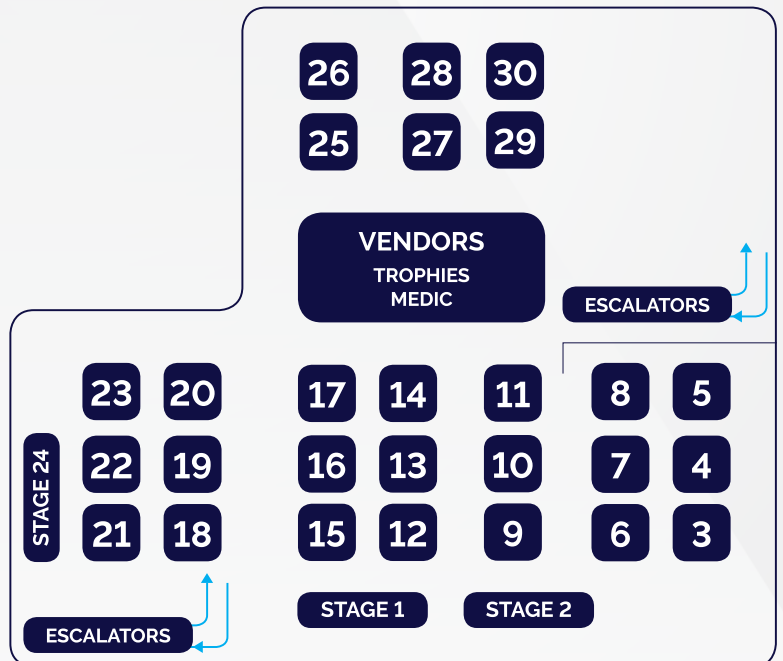 26 28 30
25 27 29
VENDORS
TROPHIES
MEDIC
ESCALATORS
23 20 17 14 11 8 5
STAGE 24
22 19 16 13 10 7 4
21 18 15 12 9 6 3
STAGE 1 STAGE 2
ESCALATORS